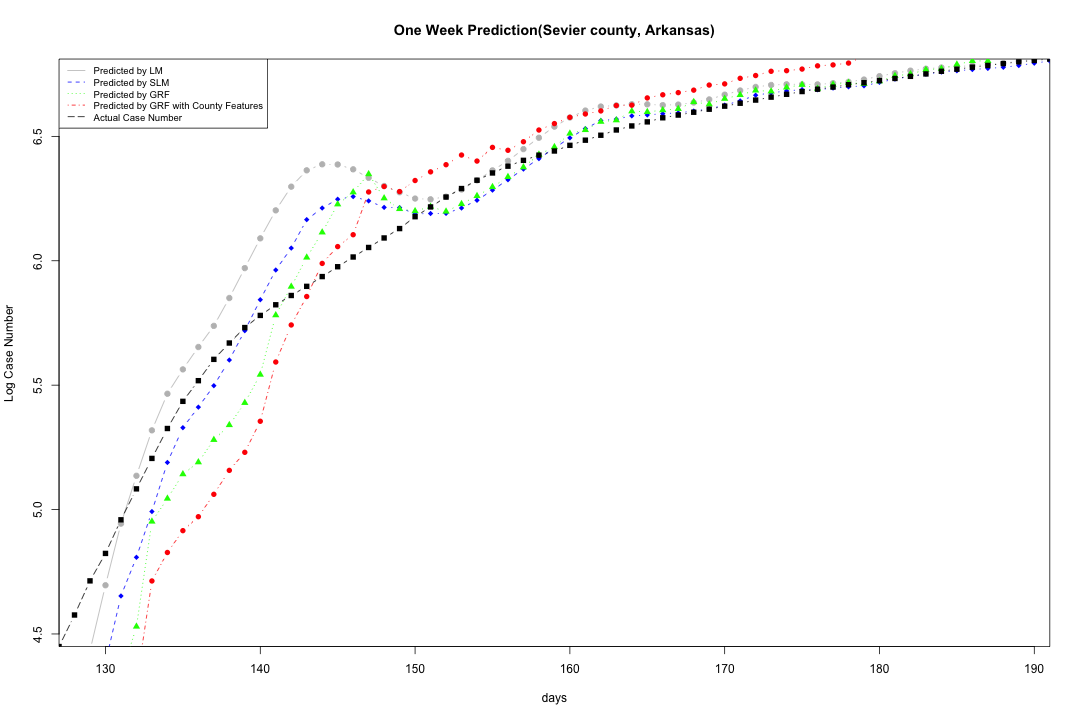 One Week Prediction(Sevier county, Arkansas)
Predicted by LM
Predicted by SLM
Predicted by GRF
Predicted by GRF with County Features
Actual Case Number
Log Case Number
6.5
6.0
5.5
5.0
4.5
130 140 150 160 170 180 190
days